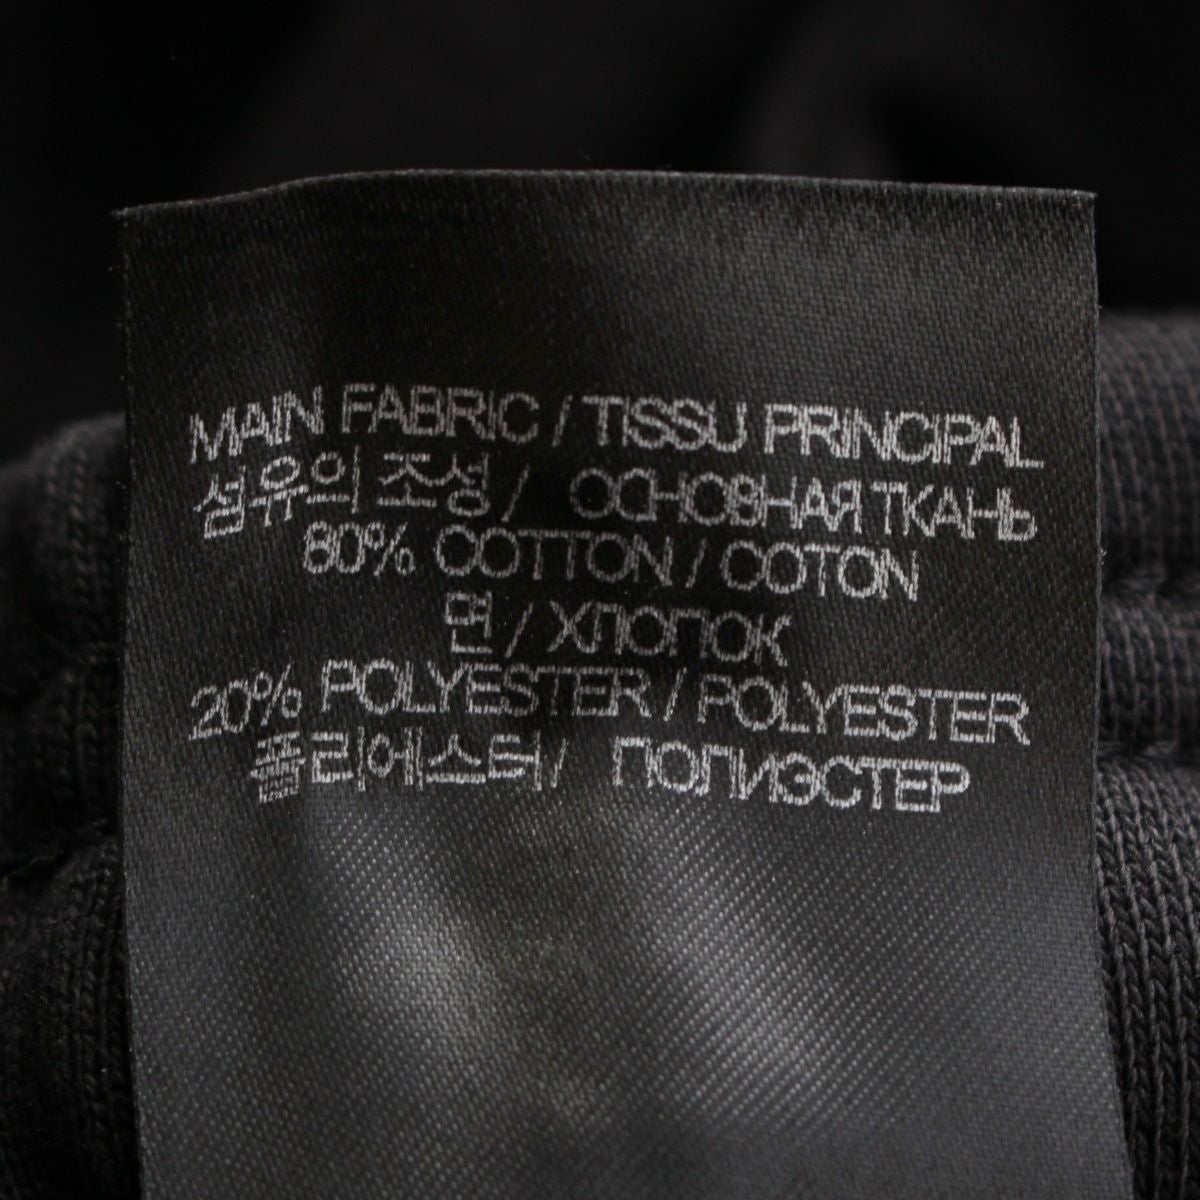 MAIN FABRIC / TISSU PRINCIPAL
섬유의 조성 / ОСНОВНАЯ ТКАНЬ
80% COTTON / COTON
면 / ХЛОПОК
20% POLYESTER / POLYESTER
폴리에스터 / ПОЛИЭСТЕР